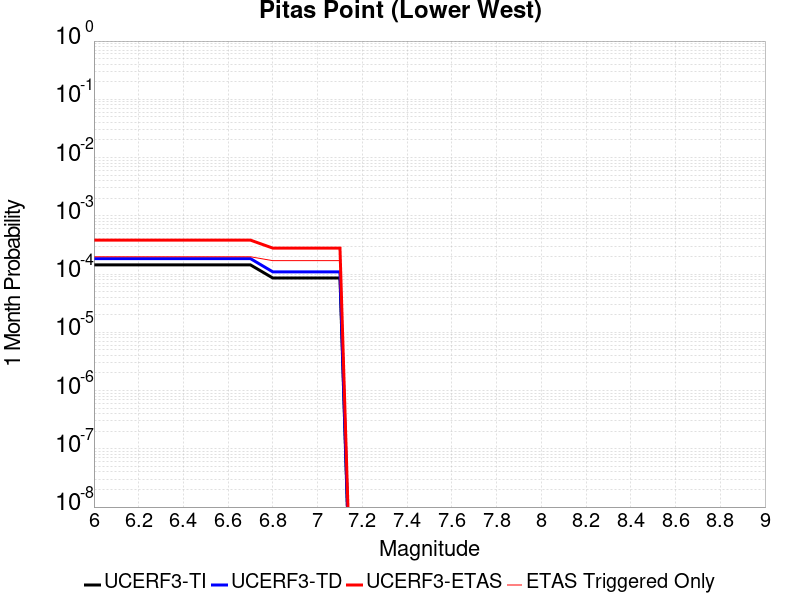 Pitas Point (Lower West)
10^0
10^-1
10^-2
10^-3
10^-4
10^-5
10^-6
10^-7
10^-8
1 Month Probability
6 6.2 6.4 6.6 6.8 7 7.2 7.4 7.6 7.8 8 8.2 8.4 8.6 8.8 9
Magnitude
UCERF3-TI UCERF3-TD UCERF3-ETAS ETAS Triggered Only